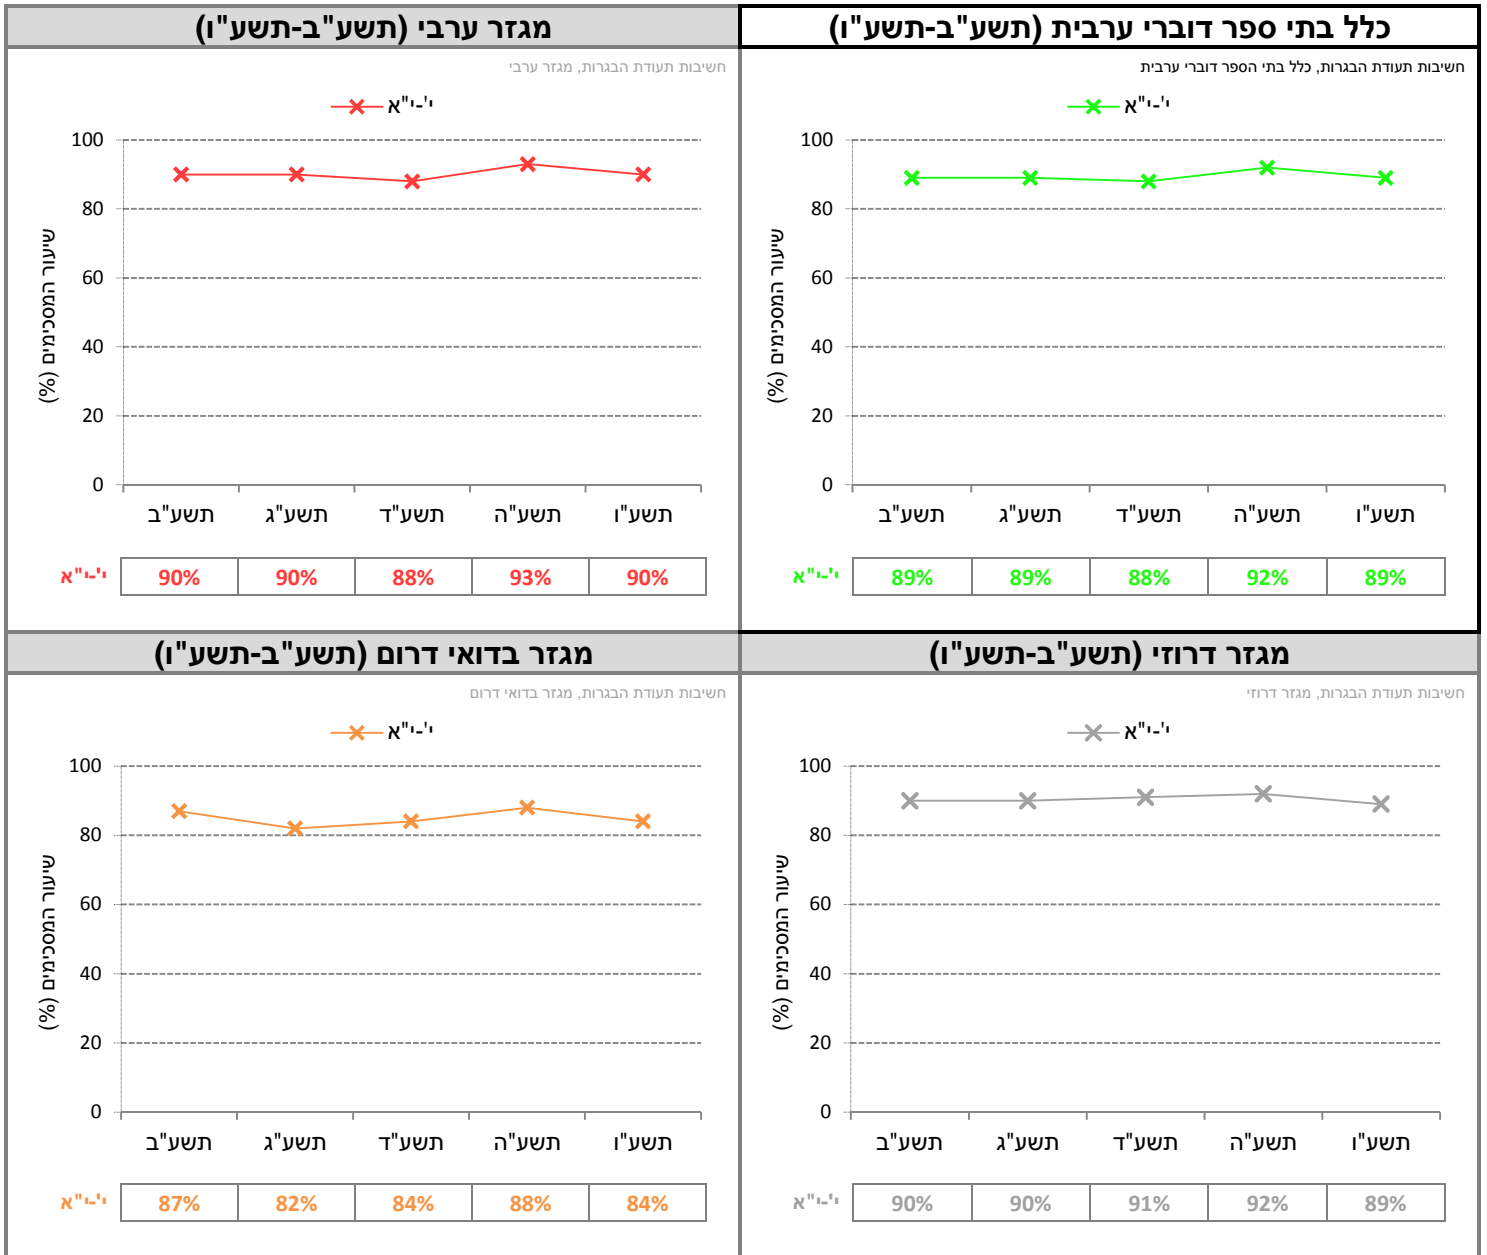 כלל בתי ספר דוברי ערבית (תשע"ב-תשע"ו)
חשיבות תעודת הבגרות, כלל בתי הספר דוברי ערבית
י'-י"א
שיעור המסכימים (%)
100
80
60
40
20
0
תשע"ב תשע"ג תשע"ד תשע"ה תשע"ו
י'-י"א 89% 89% 88% 92% 89%
מגזר ערבי (תשע"ב-תשע"ו)
חשיבות תעודת הבגרות, מגזר ערבי
י'-י"א
שיעור המסכימים (%)
100
80
60
40
20
0
תשע"ב תשע"ג תשע"ד תשע"ה תשע"ו
י'-י"א 90% 90% 88% 93% 90%
מגזר דרוזי (תשע"ב-תשע"ו)
חשיבות תעודת הבגרות, מגזר דרוזי
י'-י"א
שיעור המסכימים (%)
100
80
60
40
20
0
תשע"ב תשע"ג תשע"ד תשע"ה תשע"ו
י'-י"א 90% 90% 91% 92% 89%
מגזר בדואי דרום (תשע"ב-תשע"ו)
חשיבות תעודת הבגרות, מגזר בדואי דרום
י'-י"א
שיעור המסכימים (%)
100
80
60
40
20
0
תשע"ב תשע"ג תשע"ד תשע"ה תשע"ו
י'-י"א 87% 82% 84% 88% 84%